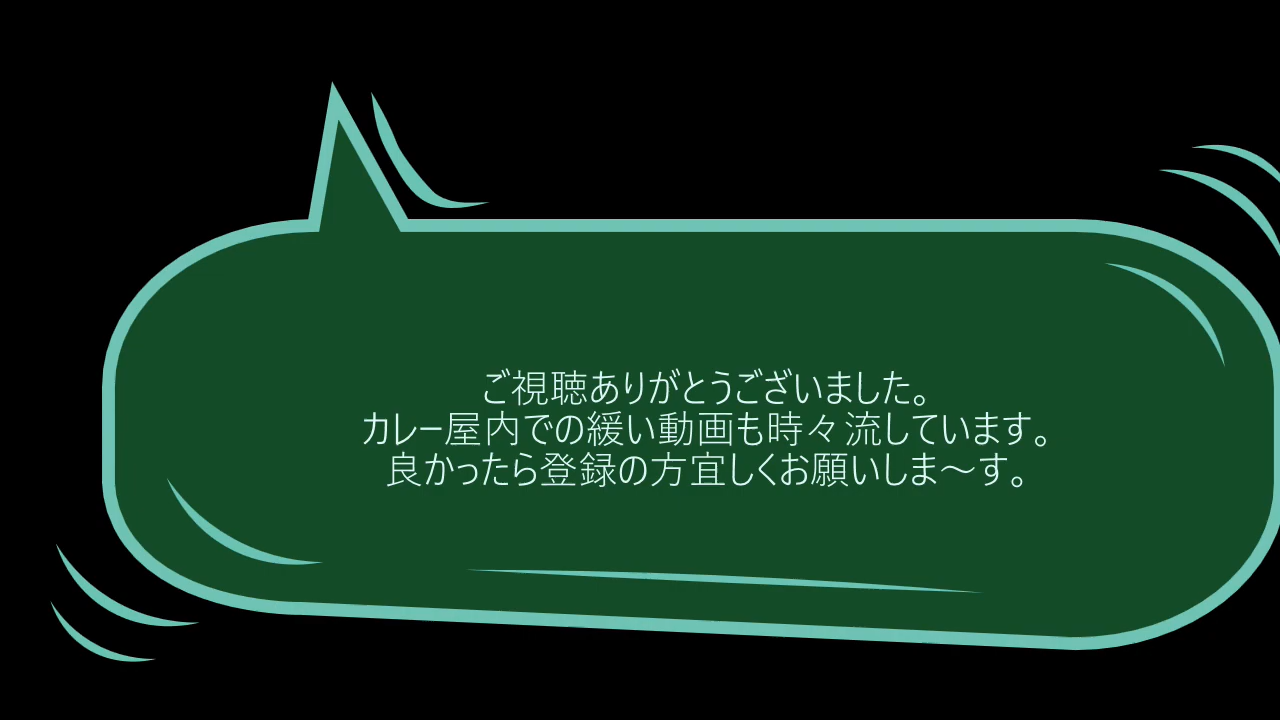 ご視聴ありがとうございました。
カレー屋内での緩い動画も時々流しています。
良かったら登録の方宜しくお願いしま〜す。